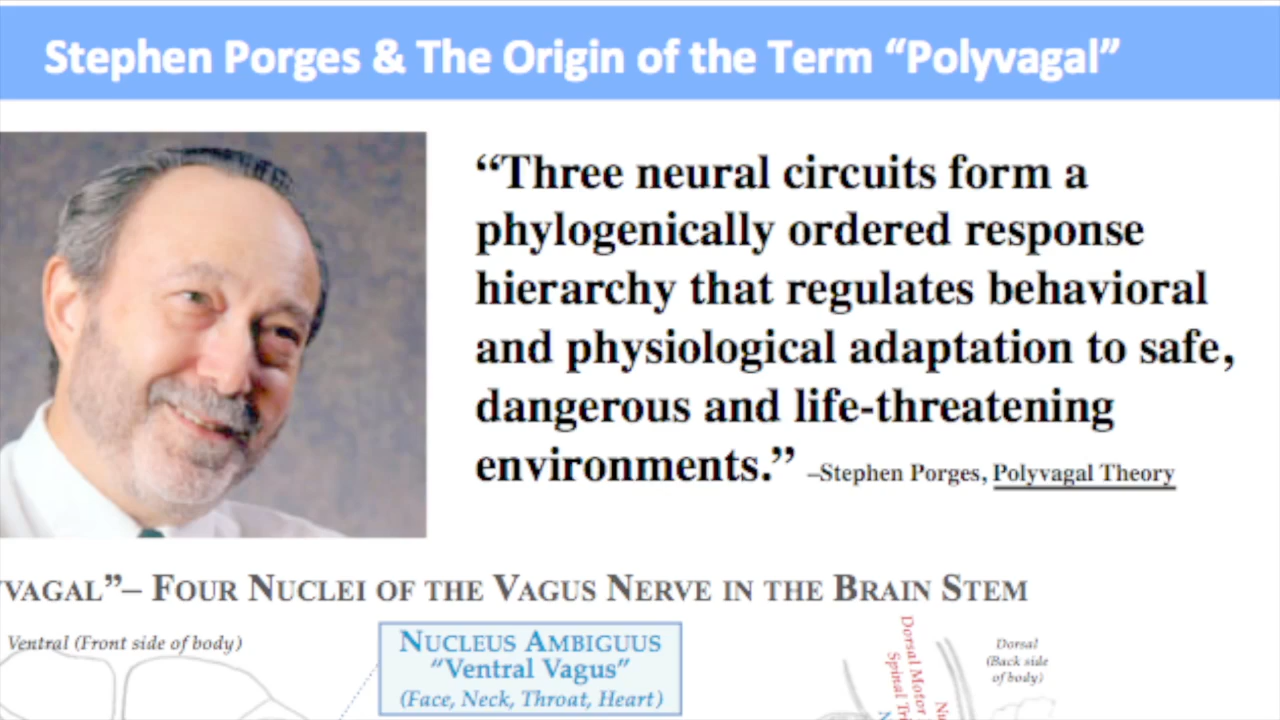 Stephen Porges & The Origin of the Term “Polyvagal”
“Three neural circuits form a
phylogenically ordered response
hierarchy that regulates behavioral
and physiological adaptation to safe,
dangerous and life-threatening
environments.” –Stephen Porges, Polyvagal Theory
YVAGAL”– FOUR NUCLEI OF THE VAGUS NERVE IN THE BRAIN STEM
Ventral (Front side of body)
NUCLEUS AMBIGUUS
“Ventral Vagus”
(Face, Neck, Throat, Heart)
Dorsal Motor
Spinal
Dorsal
(Back side
of body)